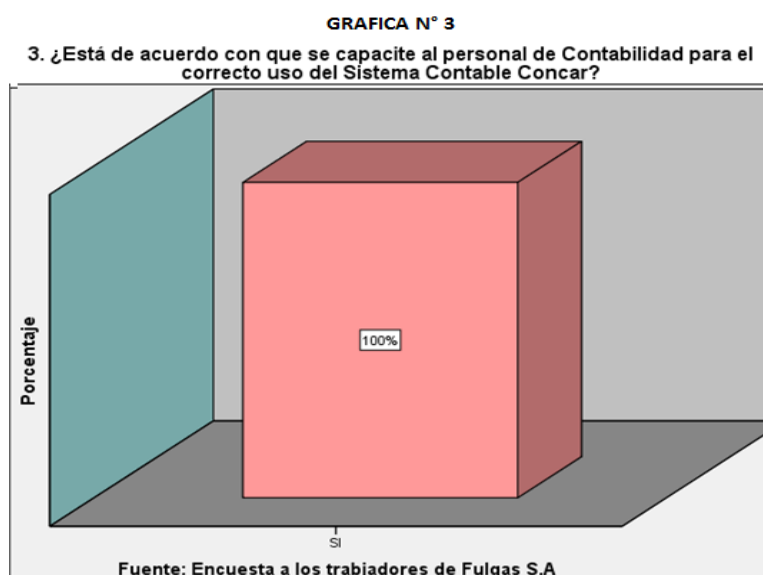 GRAFICA N° 3
3. ¿Está de acuerdo con que se capacite al personal de Contabilidad para el
correcto uso del Sistema Contable Concar?
Porcentaje
100%
SI
Fuente: Encuesta a los trabjadores de Fulgas S.A